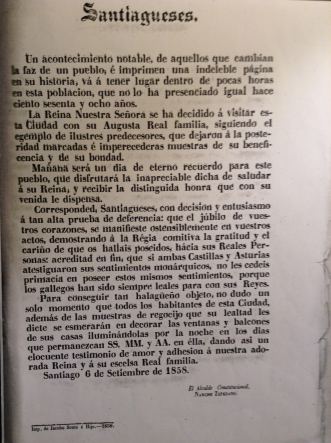 Santiagueses.
Un acontecimiento notable, de aquellos que cambian
la faz de un pueblo, é imprimen una indeleble página
en su historia, vá á tener lugar dentro de pocas horas
en esta poblacion, que no lo ha presenciado igual hace
ciento sesenta y ocho años.
La Reina Nuestra Señora se ha decidido á visitar es-
ta Ciudad con su Augusta Real familia, siguiendo el
egemplo de ilustres predecesores, que dejaron á la poste-
ridad marcadas é imperecederas muestras de su benefi-
cencia y de su bondad.
Mañana será un dia de eterno recuerdo para este
pueblo, que disfrutará la inapreciable dicha de saludar
á su Reina, y recibir la distinguida honra que con su
venida le dispensa.
Corresponded, Santiagueses, con decision y entusiasmo
á tan alta prueba de deferencia: que el júbilo de vues-
tros corazones, se manifieste ostensiblemente en vuestros
actos, demostrando á la Régia comitiva la gratitud y el
cariño de que os hallais poseidos, hácia sus Reales Per-
sonas: acreditad en fin, que si ambas Castillas y Asturias
atestiguaron sus sentimientos monárquicos, no les cedeis
primacia en poseer estos mismos sentimientos, porque
los gallegos han sido siempre leales para con sus Reyes.
Para conseguir tan halagueño objeto, no dudo un
solo momento que todos los habitantes de esta Ciudad,
además de las muestras de regocijo que su lealtad les
dicte se esmerarán en decorar las ventanas y balcones
de sus casas iluminándolas por la noche en los dias
que permanezcan SS. MM. y AA. en élla, dando asi un
elocuente testimonio de amor y adhesion á nuestra ado-
rada Reina y á su escelsa Real familia.
Santiago 6 de Setiembre de 1858.
El Alcalde Constitucional,
Imp. de Jacobo Souto é Hijo.—1858.